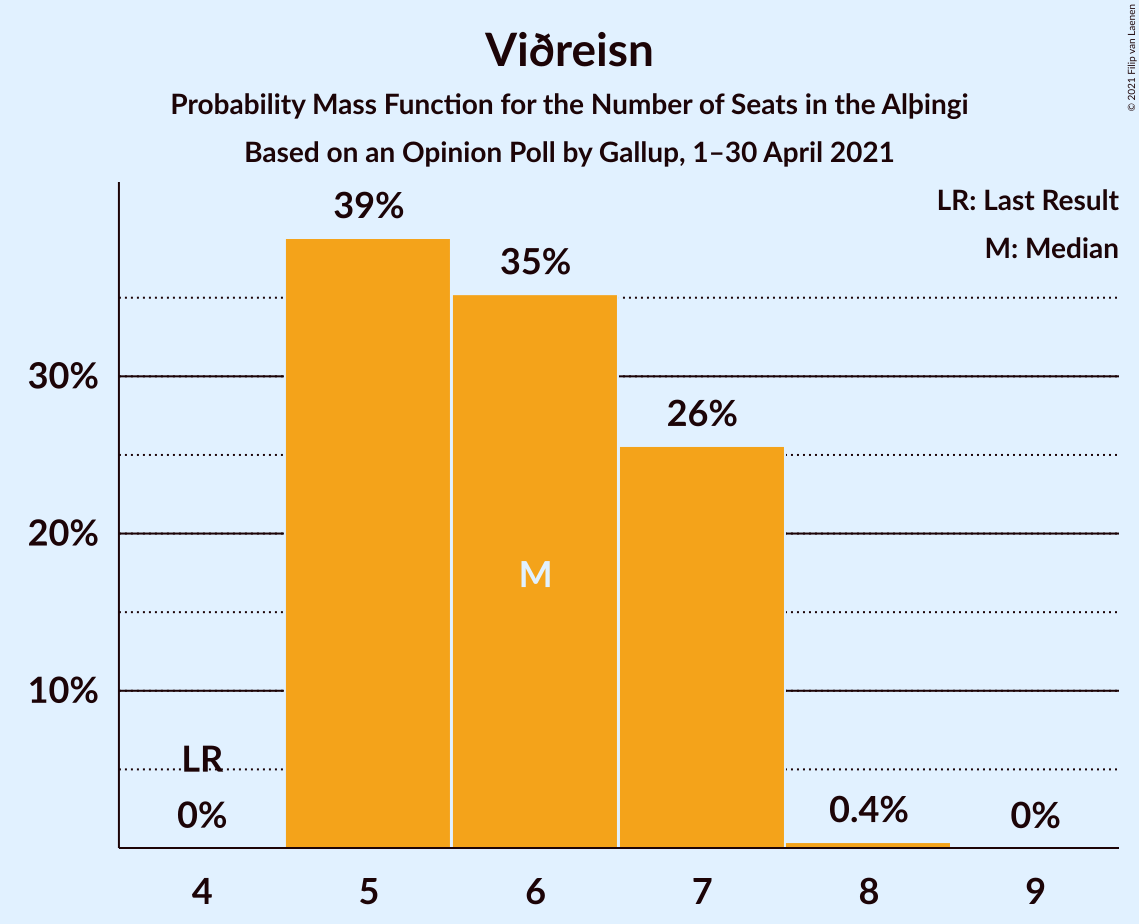 Viðreisn
Probability Mass Function for the Number of Seats in the Alþingi
Based on an Opinion Poll by Gallup, 1–30 April 2021
© 2021 Filip van Laenen
LR: Last Result
M: Median
39%
35%
30%
26%
20%
M
10%
LR
0%
0.4%
0%
4 5 6 7 8 9